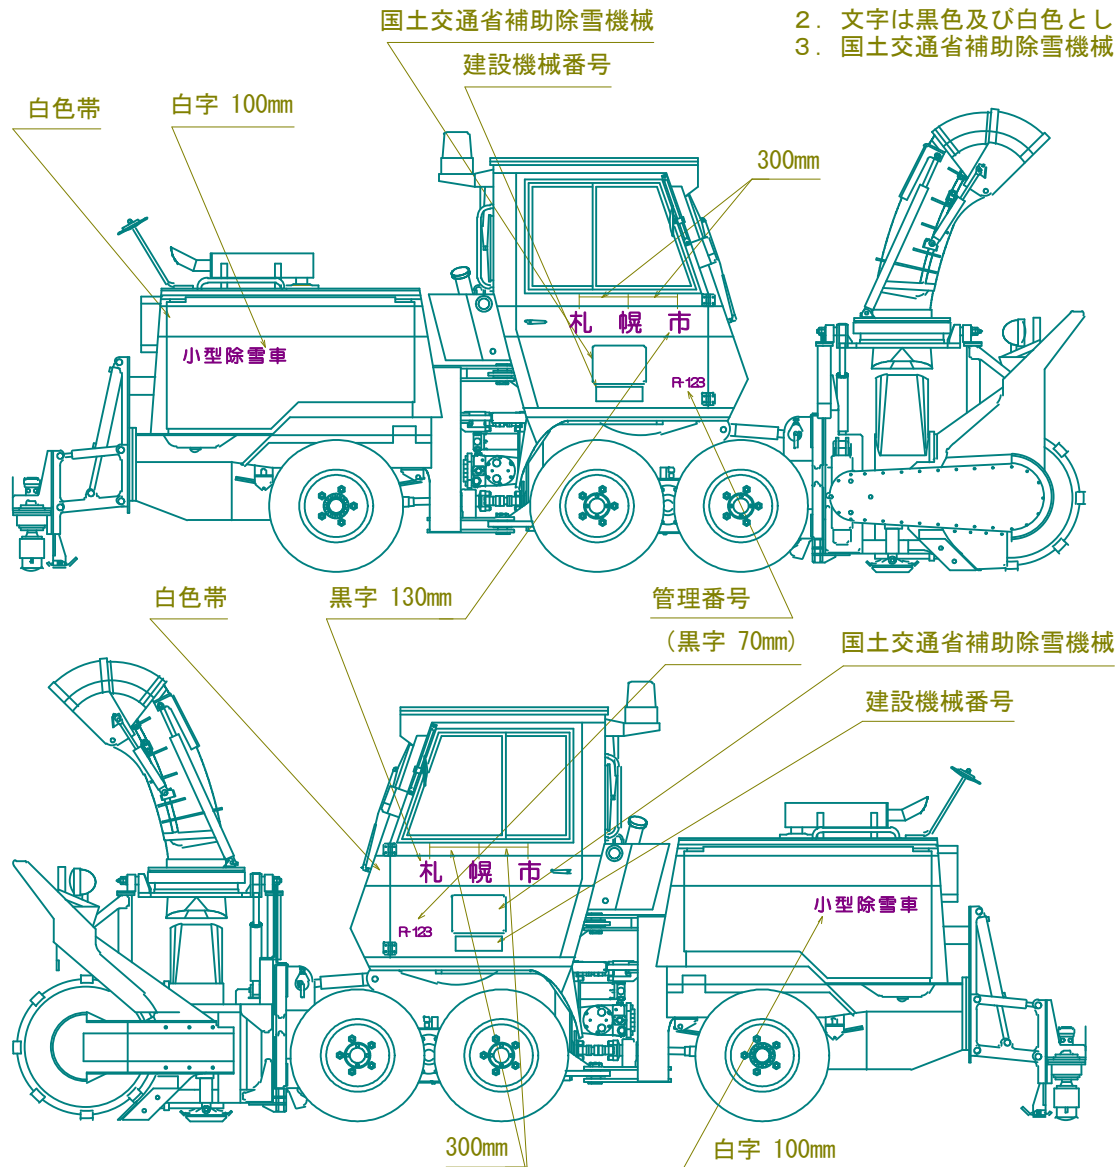 国土交通省補助除雪機械
2. 文字は黒色及び白色とし
3. 国土交通省補助除雪機械
建設機械番号
白色帯
白字 100mm
300mm
札 幌 市
小型除雪車
R-123
白色帯
黒字 130mm
管理番号
(黒字 70mm)
国土交通省補助除雪機械
建設機械番号
札 幌 市
小型除雪車
R-123
300mm
白字 100mm